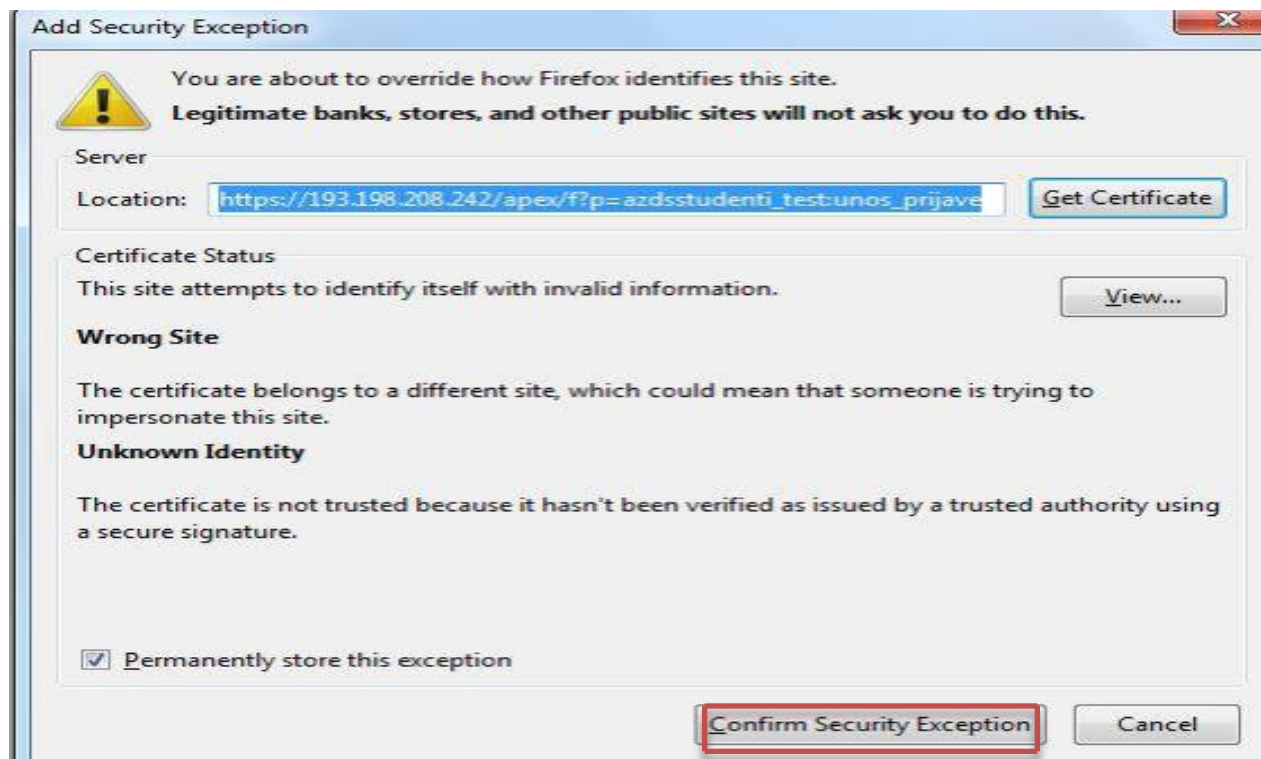 Add Security Exception
You are about to override how Firefox identifies this site.
Legitimate banks, stores, and other public sites will not ask you to do this.
Server
Location: https://193.198.208.242/apex/f?p=azdsstudenti_test:unos_prijave Get Certificate
Certificate Status
This site attempts to identify itself with invalid information. View...
Wrong Site
The certificate belongs to a different site, which could mean that someone is trying to
impersonate this site.
Unknown Identity
The certificate is not trusted because it hasn't been verified as issued by a trusted authority using
a secure signature.
Permanently store this exception
Confirm Security Exception Cancel